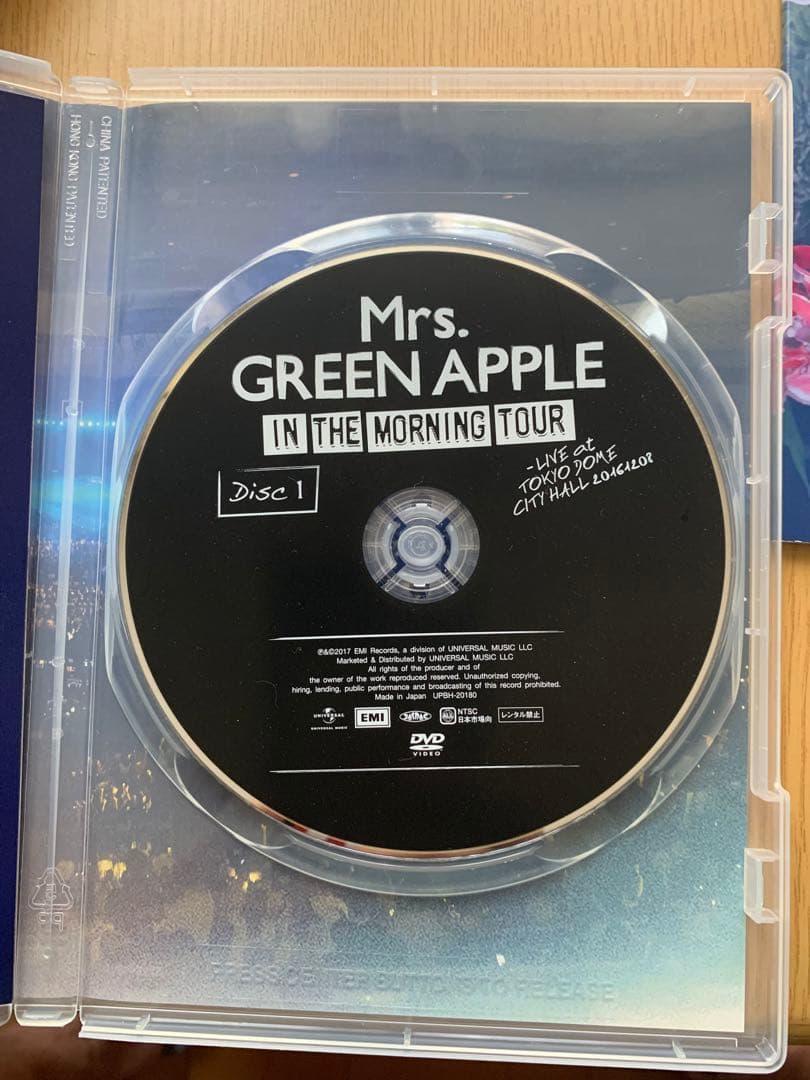 CHINA PATENTED
HONG KONG PATENTED
Mrs.
GREEN APPLE
IN THE MORNING TOUR
Disc 1
-LIVE at
TOKYO DOME
CITY HALL 20161208
℗&©2017 EMI Records, a division of UNIVERSAL MUSIC LLC
Marketed & Distributed by UNIVERSAL MUSIC LLC
All rights of the producer and of
the owner of the work reproduced reserved. Unauthorized copying,
hiring, lending, public performance and broadcasting of this record prohibited.
Made in Japan UPBH-20180
UNIVERSAL
UNIVERSAL MUSIC
EMI
NTSC
日本市場向
レンタル禁止
DVD
VIDEO
PRESS CENTER BUTTON TO RELEASE